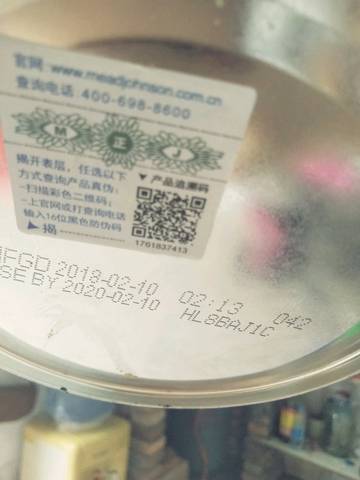 官网:www.meadjohnson.com.cn
查询电话:400-698-8600
M 正 J
揭开表层,任选以下
方式查询产品真伪:
-扫描彩色二维码;
-上官网或打查询电话
输入16位黑色防伪码
▶揭
▼产品追溯码
1761837413
MFGD 2018-02-10 02:13 042
USE BY 2020-02-10 HL8BAJ1C